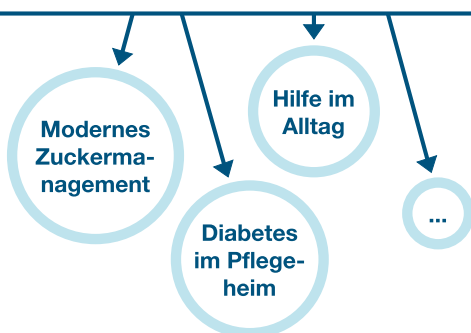 Modernes
Zuckerma-
nagement
Hilfe im
Alltag
Diabetes
im Pflege-
heim
...